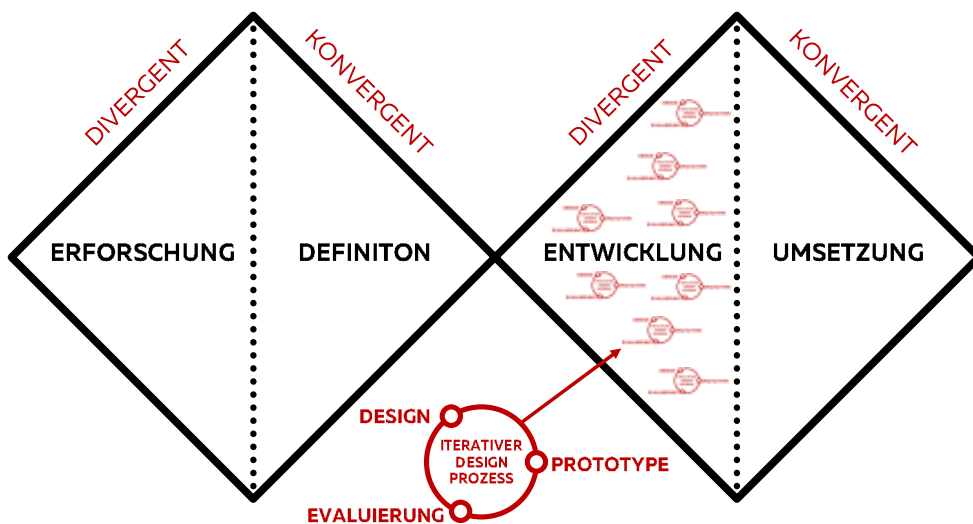 DIVERGENT
KONVERGENT
DIVERGENT
KONVERGENT
ERFORSCHUNG
DEFINITON
ENTWICKLUNG
UMSETZUNG
DESIGN
ITERATIVER
DESIGN
PROZESS
PROTOTYPE
EVALUIERUNG